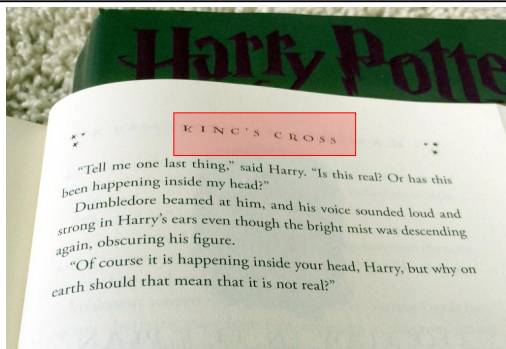 Harry Potte
KING'S CROSS
"Tell me one last thing," said Harry. "Is this real? Or has this
been happening inside my head?"
Dumbledore beamed at him, and his voice sounded loud and
strong in Harry's ears even though the bright mist was descending
again, obscuring his figure.
"Of course it is happening inside your head, Harry, but why on
earth should that mean that it is not real?"